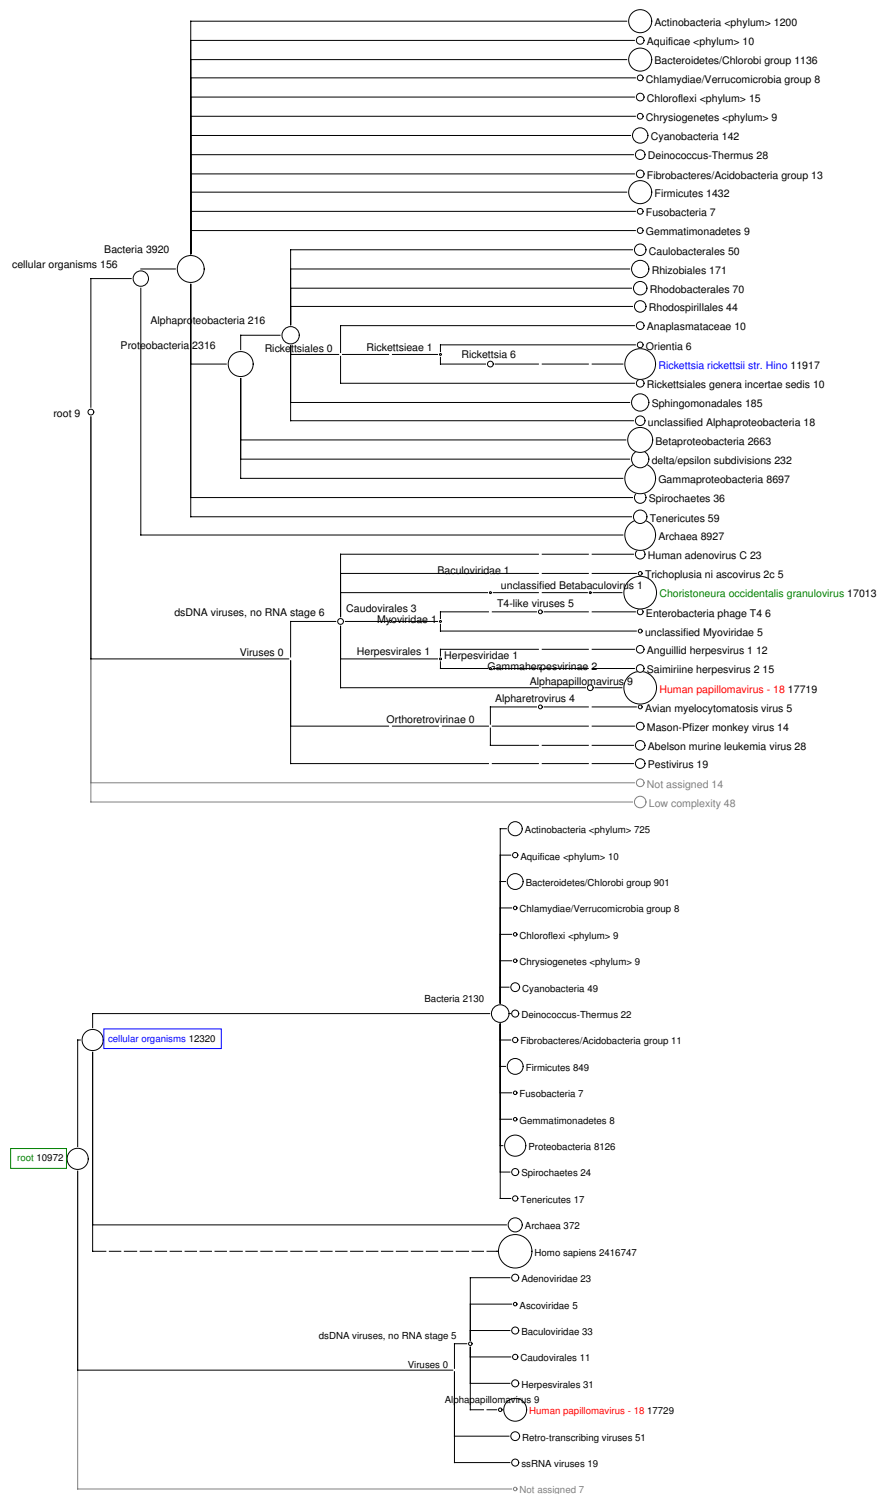 Actinobacteria <phylum> 1200
Aquificae <phylum> 10
Bacteroidetes/Chlorobi group 1136
Chlamydiae/Verrucomicrobia group 8
Chloroflexi <phylum> 15
Chrysiogenetes <phylum> 9
Cyanobacteria 142
Deinococcus-Thermus 28
Fibrobacteres/Acidobacteria group 13
Firmicutes 1432
Fusobacteria 7
Gemmatimonadetes 9
Bacteria 3920
Caulobacterales 50
cellular organisms 156
Rhizobiales 171
Rhodobacterales 70
Rhodospirillales 44
Alphaproteobacteria 216
Anaplasmataceae 10
Proteobacteria 2316
Rickettsiales 0
Rickettsieae 1
Orientia 6
Rickettsia 6
Rickettsia rickettsii str. Hino 11917
Rickettsiales genera incertae sedis 10
Sphingomonadales 185
root 9
unclassified Alphaproteobacteria 18
Betaproteobacteria 2663
delta/epsilon subdivisions 232
Gammaproteobacteria 8697
Spirochaetes 36
Tenericutes 59
Archaea 8927
Human adenovirus C 23
Baculoviridae 1
Trichoplusia ni ascovirus 2c 5
unclassified Betabaculovirus 1
Choristoneura occidentalis granulovirus 17013
dsDNA viruses, no RNA stage 6
Caudovirales 3
T4-like viruses 5
Enterobacteria phage T4 6
Myoviridae 1
unclassified Myoviridae 5
Viruses 0
Herpesvirales 1
Herpesviridae 1
Anguillid herpesvirus 1 12
Gammaherpesvirinae 2
Saimiriine herpesvirus 2 15
Alphapapillomavirus 9
Human papillomavirus - 18 17719
Alpharetrovirus 4
Avian myelocytomatosis virus 5
Orthoretrovirinae 0
Mason-Pfizer monkey virus 14
Abelson murine leukemia virus 28
Pestivirus 19
Not assigned 14
Low complexity 48
Actinobacteria <phylum> 725
Aquificae <phylum> 10
Bacteroidetes/Chlorobi group 901
Chlamydiae/Verrucomicrobia group 8
Chloroflexi <phylum> 9
Chrysiogenetes <phylum> 9
Cyanobacteria 49
Bacteria 2130
Deinococcus-Thermus 22
cellular organisms 12320
Fibrobacteres/Acidobacteria group 11
Firmicutes 849
Fusobacteria 7
Gemmatimonadetes 8
Proteobacteria 8126
root 10972
Spirochaetes 24
Tenericutes 17
Archaea 372
Homo sapiens 2416747
Adenoviridae 23
Ascoviridae 5
Baculoviridae 33
dsDNA viruses, no RNA stage 5
Caudovirales 11
Viruses 0
Herpesvirales 31
Alphapapillomavirus 9
Human papillomavirus - 18 17729
Retro-transcribing viruses 51
ssRNA viruses 19
Not assigned 7